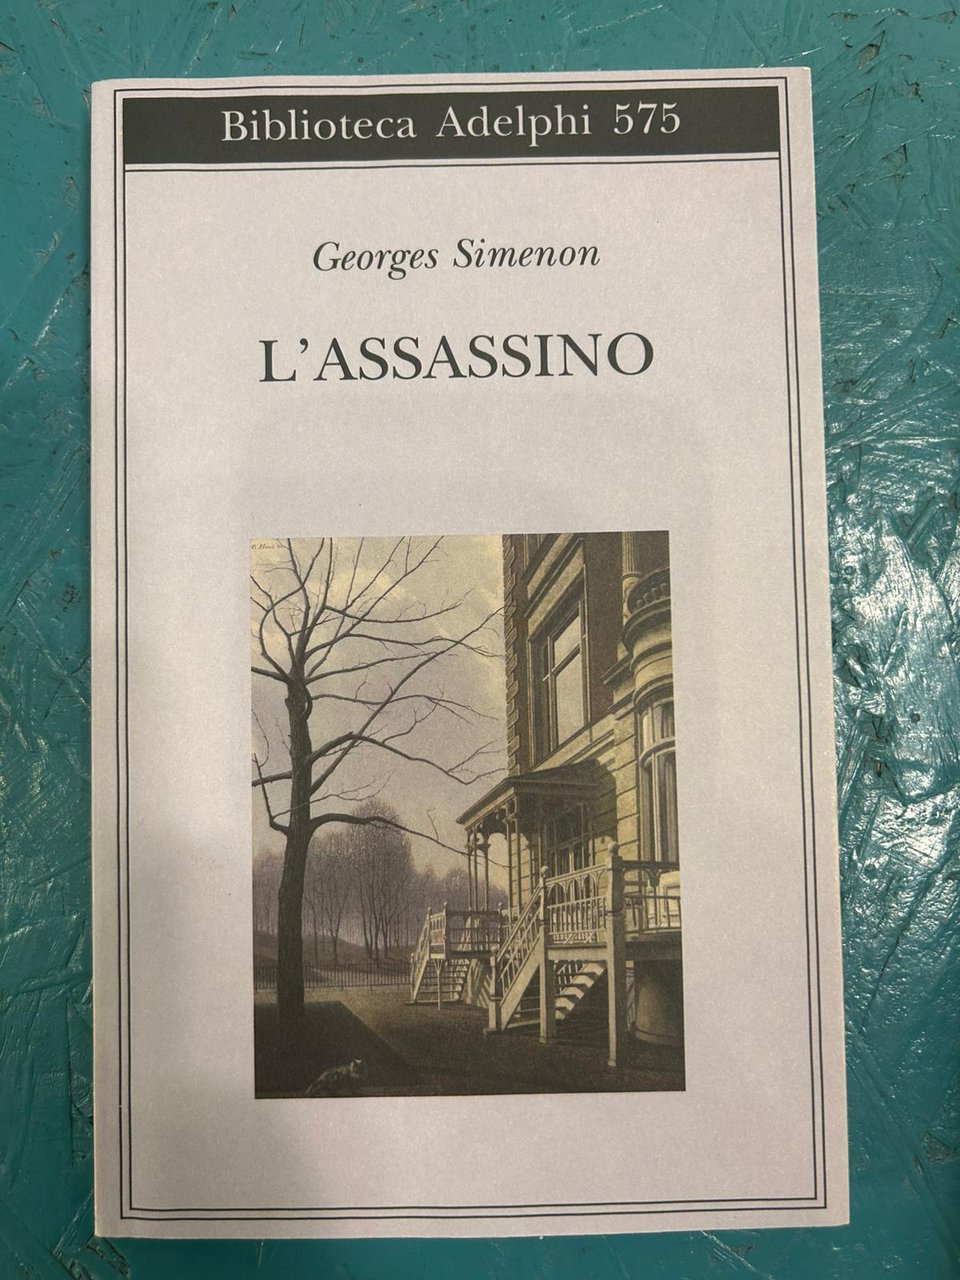 Biblioteca Adelphi 575
Georges Simenon
L’ASSASSINO